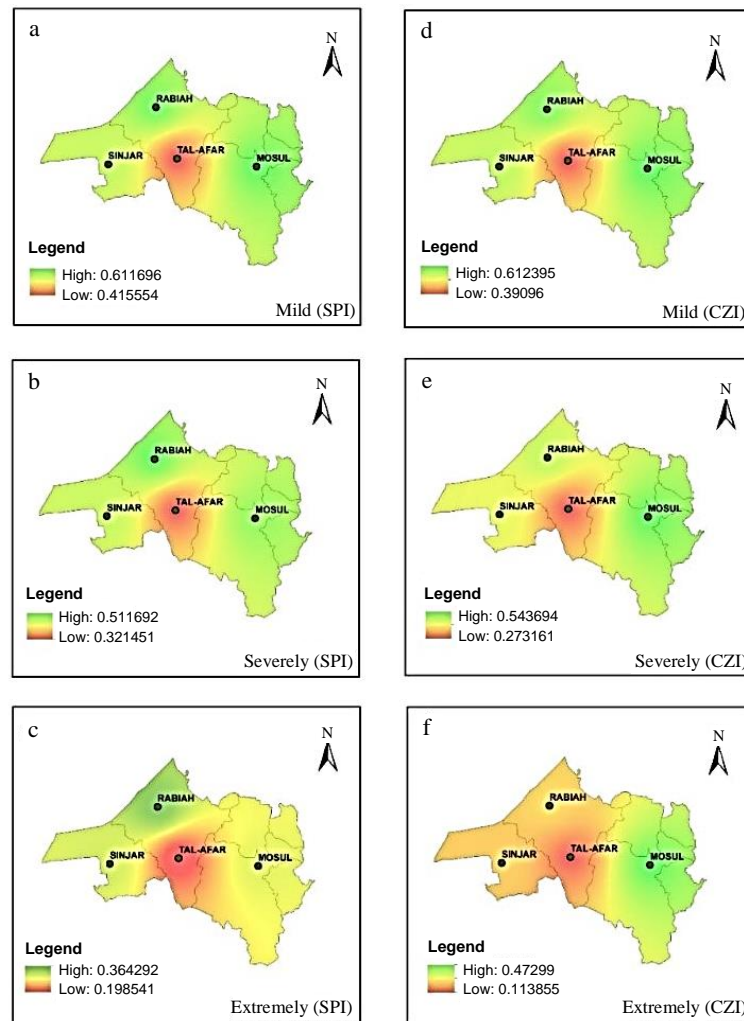 a
N
RABIAH
SINJAR
TAL-AFAR
MOSUL
Legend
High: 0.611696
Low: 0.415554
Mild (SPI)
d
N
RABIAH
SINJAR
TAL-AFAR
MOSUL
Legend
High: 0.612395
Low: 0.39096
Mild (CZI)
b
N
RABIAH
SINJAR
TAL-AFAR
MOSUL
Legend
High: 0.511692
Low: 0.321451
Severely (SPI)
e
N
RABIAH
SINJAR
TAL-AFAR
MOSUL
Legend
High: 0.543694
Low: 0.273161
Severely (CZI)
c
N
RABIAH
SINJAR
TAL-AFAR
MOSUL
Legend
High: 0.364292
Low: 0.198541
Extremely (SPI)
f
N
RABIAH
SINJAR
TAL-AFAR
MOSUL
Legend
High: 0.47299
Low: 0.113855
Extremely (CZI)